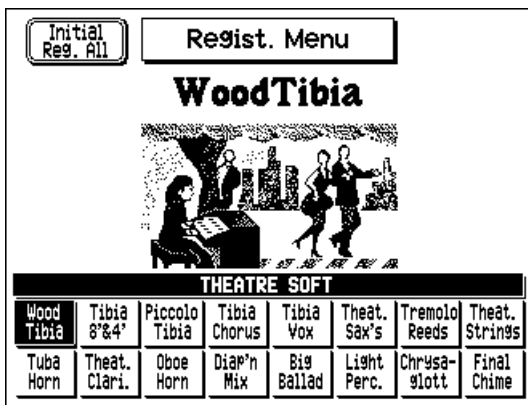 Initial
Reg. All
Regist. Menu
WoodTibia
THEATRE SOFT
Wood Tibia
Tibia 8'&4'
Piccolo Tibia
Tibia Chorus
Tibia Vox
Theat. Sax's
Tremolo Reeds
Theat. Strings
Tuba Horn
Theat. Clari.
Oboe Horn
Diap'n Mix
Big Ballad
Light Perc.
Chrysa-glott
Final Chime